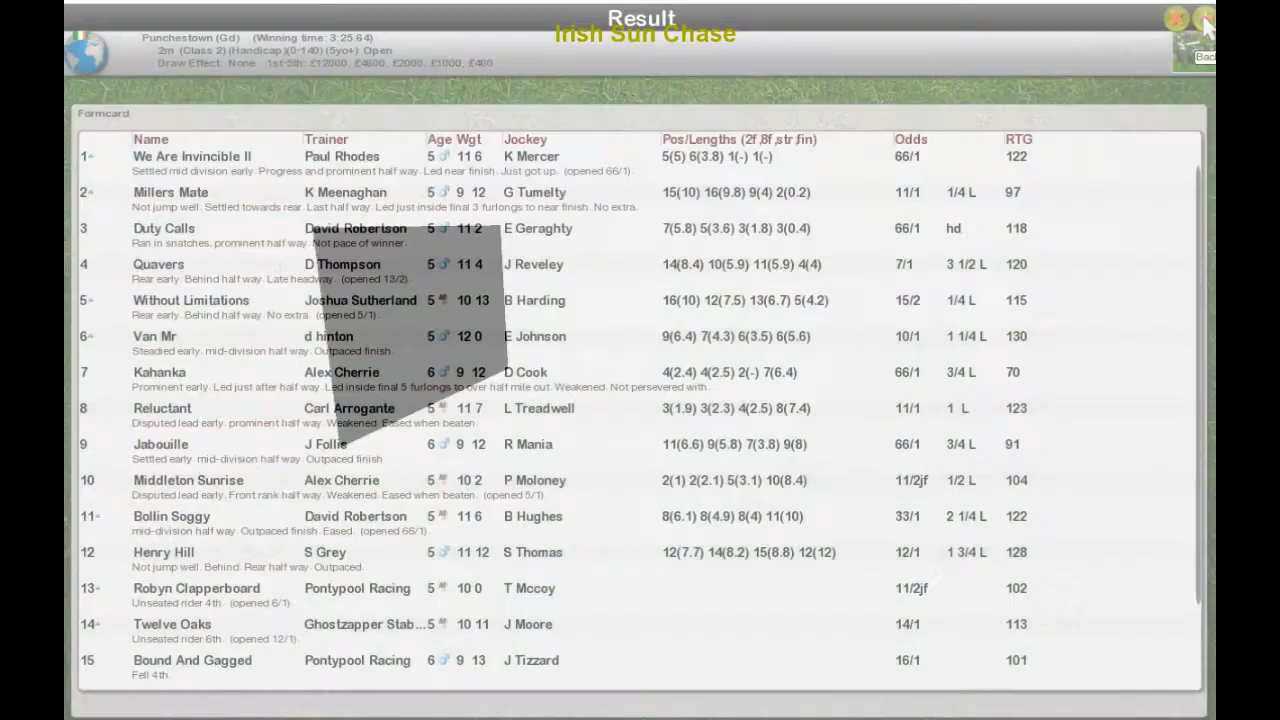 Result
Irish Sun Chase
Punchestown (Gd) (Winning time: 3:25.64)
2m (Class 2) (Handicap)(0-140) (5yo+) Open
Draw Effect: None. 1st-5th: £12000, £4600, £2000, £1000, £400
Back
Formcard
Name Trainer Age Wgt Jockey Pos/Lengths (2f,8f,str,fin) Odds RTG
1 We Are Invincible II Paul Rhodes 5 11 6 K Mercer 5(5) 6(3.8) 1(-) 1(-) 66/1 122
Settled mid division early. Progress and prominent half way. Led near finish. Just got up. (opened 66/1).
2 Millers Mate K Meenaghan 5 9 12 G Tumelty 15(10) 16(9.8) 9(4) 2(0.2) 11/1 1/4 L 97
Not jump well. Settled towards rear. Last half way. Led just inside final 3 furlongs to near finish. No extra.
3 Duty Calls David Robertson 5 11 2 E Geraghty 7(5.8) 5(3.6) 3(1.8) 3(0.4) 66/1 hd 118
Ran in snatches, prominent half way. Not pace of winner.
4 Quavers D Thompson 5 11 4 J Reveley 14(8.4) 10(5.9) 11(5.9) 4(4) 7/1 3 1/2 L 120
Rear early. Behind half way. Late headway. (opened 13/2).
5 Without Limitations Joshua Sutherland 5 10 13 B Harding 16(10) 12(7.5) 13(6.7) 5(4.2) 15/2 1/4 L 115
Rear early. Behind half way. No extra. (opened 5/1).
6 Van Mr d hinton 5 12 0 E Johnson 9(6.4) 7(4.3) 6(3.5) 6(5.6) 10/1 1 1/4 L 130
Steadied early. mid-division half way. Outpaced finish.
7 Kahanka Alex Cherrie 6 9 12 D Cook 4(2.4) 4(2.5) 2(-) 7(6.4) 66/1 3/4 L 70
Prominent early. Led just after half way. Led inside final 5 furlongs to over half mile out. Weakened. Not persevered with.
8 Reluctant Carl Arrogante 5 11 7 L Treadwell 3(1.9) 3(2.3) 4(2.5) 8(7.4) 11/1 1 L 123
Disputed lead early. prominent half way. Weakened. Eased when beaten.
9 Jabouille J Follie 6 9 12 R Mania 11(6.6) 9(5.8) 7(3.8) 9(8) 66/1 3/4 L 91
Settled early. mid-division half way. Outpaced finish
10 Middleton Sunrise Alex Cherrie 5 10 2 P Moloney 2(1) 2(2.1) 5(3.1) 10(8.4) 11/2jf 1/2 L 104
Disputed lead early. Front rank half way. Weakened. Eased when beaten. (opened 5/1)
11 Bollin Soggy David Robertson 5 11 6 B Hughes 8(6.1) 8(4.9) 8(4) 11(10) 33/1 2 1/4 L 122
mid-division half way. Outpaced finish. Eased. (opened 66/1).
12 Henry Hill S Grey 5 11 12 S Thomas 12(7.7) 14(8.2) 15(8.8) 12(12) 12/1 1 3/4 L 128
Not jump well. Behind. Rear half way. Outpaced.
13 Robyn Clapperboard Pontypool Racing 5 10 0 T Mccoy 11/2jf 102
Unseated rider 4th. (opened 6/1)
14 Twelve Oaks Ghostzapper Stab... 5 10 11 J Moore 14/1 113
Unseated rider 6th. (opened 12/1)
15 Bound And Gagged Pontypool Racing 6 9 13 J Tizzard 16/1 101
Fell 4th.